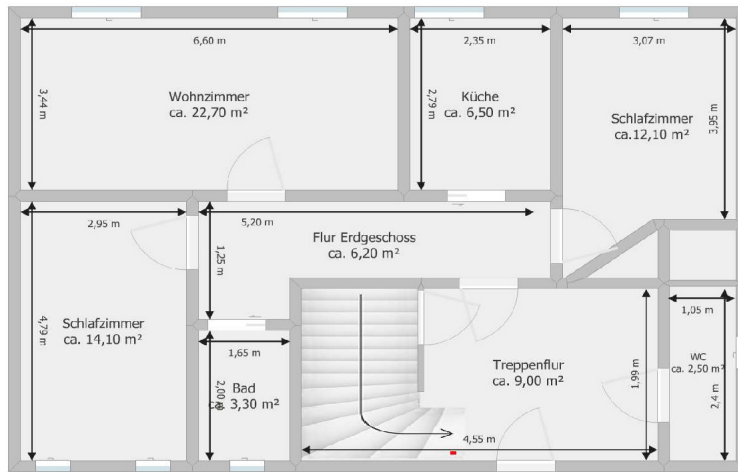 6,60 m
2,35 m
3,07 m
3,44 m
Wohnzimmer
ca. 22,70 m²
2,79 m
Küche
ca. 6,50 m²
Schlafzimmer
ca.12,10 m²
3,95 m
2,95 m
5,20 m
Flur Erdgeschoss
ca. 6,20 m²
1,25 m
4,79 m
Schlafzimmer
ca. 14,10 m²
1,65 m
2,00 m
Bad
ca. 3,30 m²
Treppenflur
ca. 9,00 m²
1,99 m
4,55 m
1,05 m
WC
ca. 2,50 m²
2,4 m